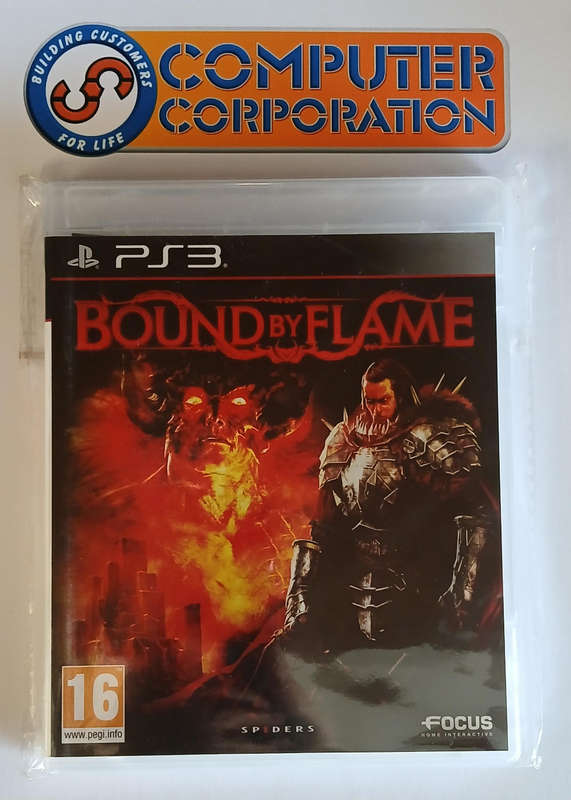 BUILDING CUSTOMERS
FOR LIFE
COMPUTER
CORPORATION
PS3
BOUND BY FLAME
16
www.pegi.info
SPIDERS
FOCUS
HOME INTERACTIVE